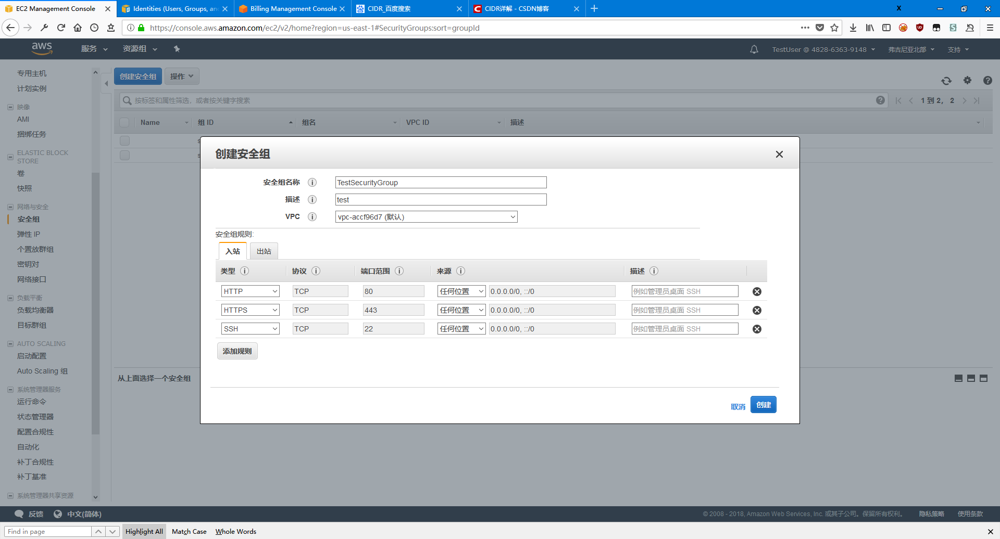 EC2 Management Console
Identities (Users, Groups, an
Billing Management Console
CIDR_百度搜索
CIDR详解 - CSDN博客
X
https://console.aws.amazon.com/ec2/v2/home?region=us-east-1#SecurityGroups:sort=groupId
aws
服务
资源组
TestUser @ 4828-6363-9148
弗吉尼亚北部
支持
专用主机
计划实例
映像
AMI
捆绑任务
ELASTIC BLOCK
STORE
卷
快照
网络与安全
安全组
弹性 IP
个置放群组
密钥对
网络接口
负载平衡
负载均衡器
目标群组
AUTO SCALING
启动配置
Auto Scaling 组
系统管理器服务
运行命令
状态管理器
配置合规性
自动化
补丁合规性
补丁基准
系统管理器共享资源
创建安全组
操作
按标签和属性筛选，或者按关键字搜索
1 到 2， 2
Name
组 ID
组名
VPC ID
描述
s
s
创建安全组
安全组名称
TestSecurityGroup
描述
test
VPC
vpc-accf96d7 (默认)
安全组规则:
入站
出站
类型
协议
端口范围
来源
描述
HTTP
TCP
80
任何位置
0.0.0.0/0, ::/0
例如管理员桌面 SSH
HTTPS
TCP
443
任何位置
0.0.0.0/0, ::/0
例如管理员桌面 SSH
SSH
TCP
22
任何位置
0.0.0.0/0, ::/0
例如管理员桌面 SSH
添加规则
取消
创建
从上面选择一个安全组
反馈
中文(简体)
© 2008 - 2018, Amazon Web Services, Inc. 或其子公司。保留所有权利。
隐私策略
使用条款
Find in page
Highlight All
Match Case
Whole Words